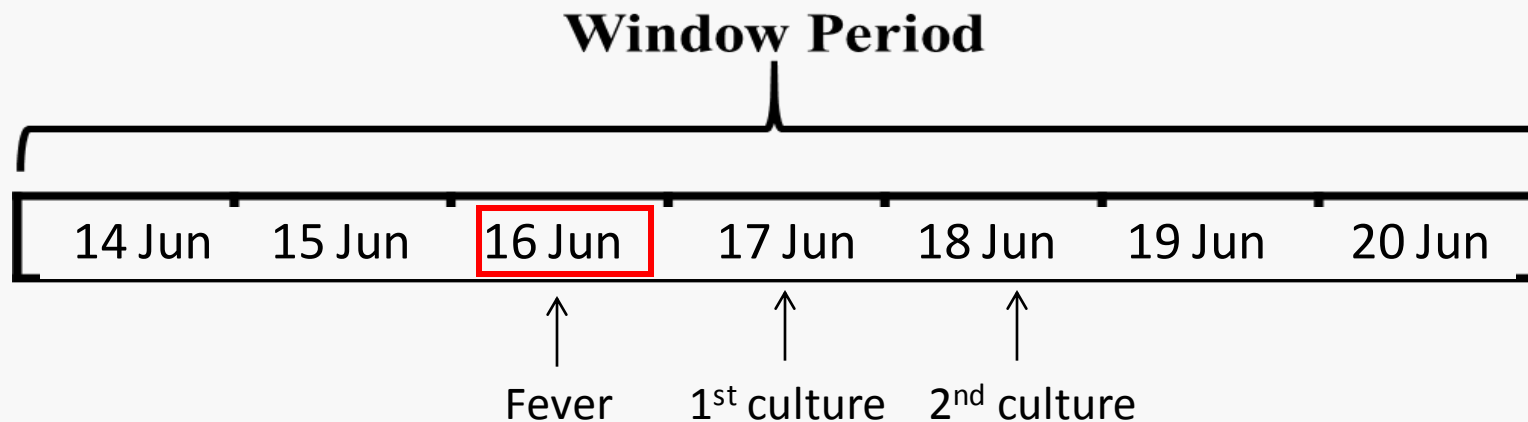 Window Period
14 Jun 15 Jun 16 Jun 17 Jun 18 Jun 19 Jun 20 Jun
Fever 1st culture 2nd culture